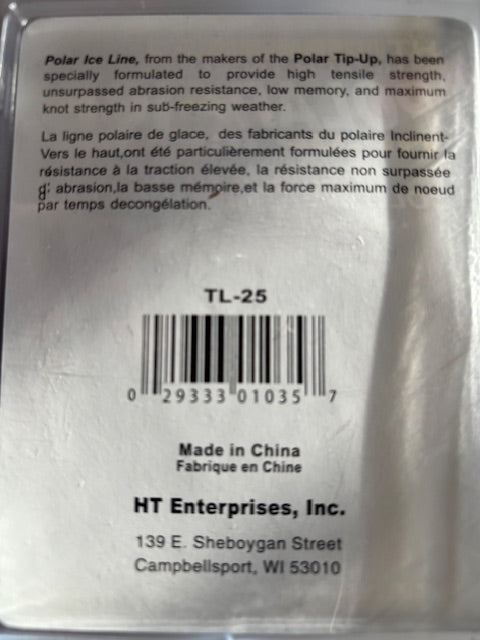 Polar Ice Line, from the makers of the Polar Tip-Up, has been
specially formulated to provide high tensile strength,
unsurpassed abrasion resistance, low memory, and maximum
knot strength in sub-freezing weather.
La ligne polaire de glace, des fabricants du polaire Inclinent-
Vers le haut,ont été particulièrement formulées pour fournir la
résistance à la traction élevée, la résistance non surpassée
d' abrasion,la basse mémoire,et la force maximum de noeud
par temps decongélation.
TL-25
0 29333 01035 7
Made in China
Fabrique en Chine
HT Enterprises, Inc.
139 E. Sheboygan Street
Campbellsport, WI 53010